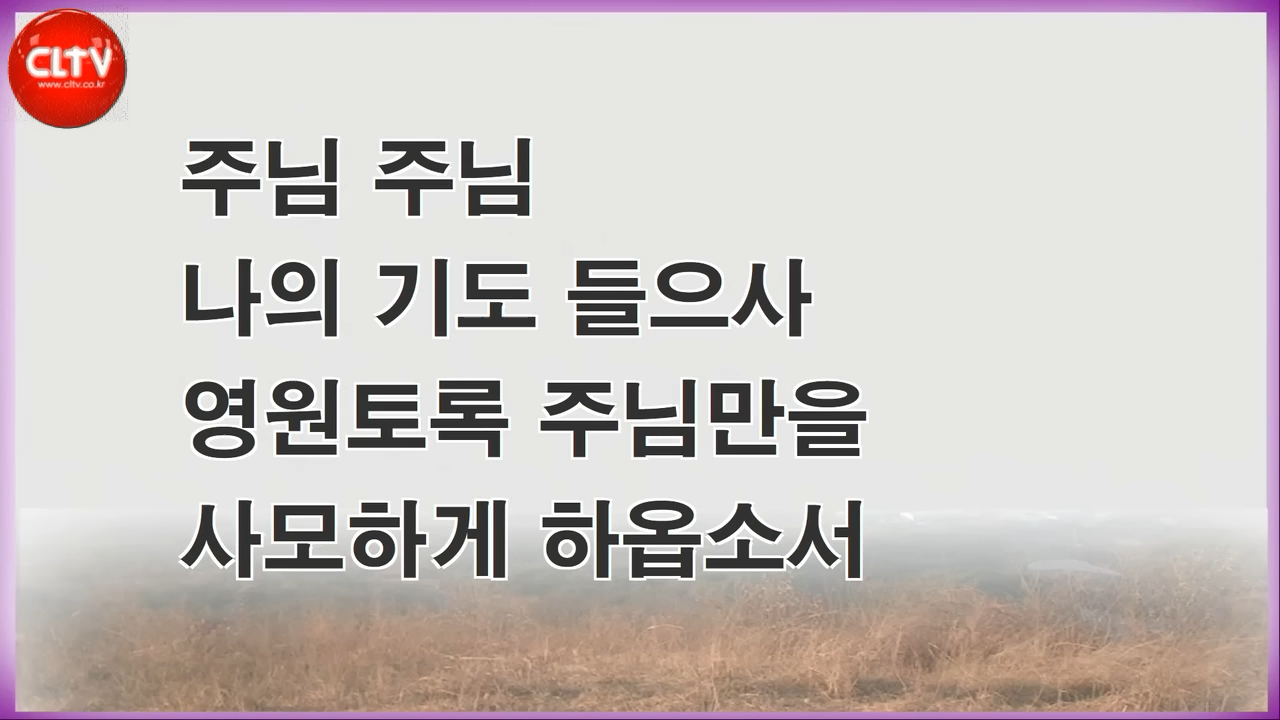 CLTV
www.cltv.co.kr
주님 주님
나의 기도 들으사
영원토록 주님만을
사모하게 하옵소서